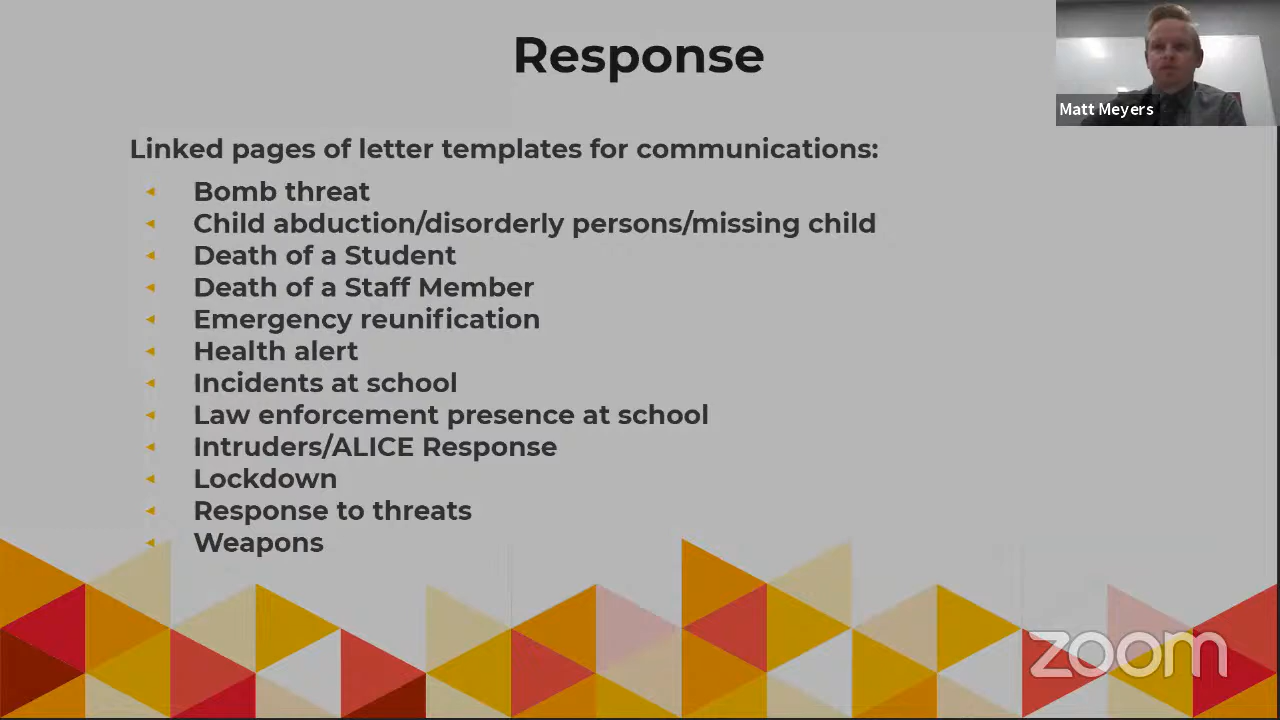 Response
Matt Meyers
Linked pages of letter templates for communications:
Bomb threat
Child abduction/disorderly persons/missing child
Death of a Student
Death of a Staff Member
Emergency reunification
Health alert
Incidents at school
Law enforcement presence at school
Intruders/ALICE Response
Lockdown
Response to threats
Weapons
zoom